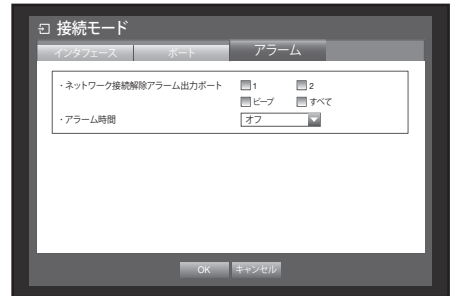 接続モード
インタフェース ポート アラーム
・ネットワーク接続解除アラーム出力ポート 1 2
ビープ すべて
・アラーム時間 オフ
OK キャンセル